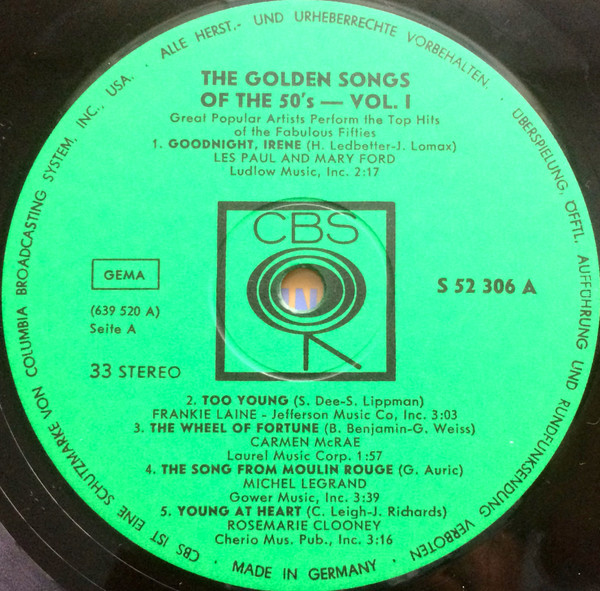 ALLE HERST.- UND URHEBERRECHTE VORBEHALTEN · ÜBERSPIELUNG, ÖFFTL. AUFFÜHRUNG UND RUNDFUNKSENDUNG VERBOTEN · MADE IN GERMANY · CBS IST EINE SCHUTZMARKE VON COLUMBIA BROADCASTING SYSTEM, INC., USA. ·
THE GOLDEN SONGS
OF THE 50's — VOL. I
Great Popular Artists Perform the Top Hits
of the Fabulous Fifties
1. GOODNIGHT, IRENE (H. Ledbetter-J. Lomax)
LES PAUL AND MARY FORD
Ludlow Music, Inc. 2:17
CBS
GEMA
(639 520 A)
Seite A
33 STEREO
S 52 306 A
2. TOO YOUNG (S. Dee-S. Lippman)
FRANKIE LAINE - Jefferson Music Co, Inc. 3:03
3. THE WHEEL OF FORTUNE (B. Benjamin-G. Weiss)
CARMEN McRAE
Laurel Music Corp. 1:57
4. THE SONG FROM MOULIN ROUGE (G. Auric)
MICHEL LEGRAND
Gower Music, Inc. 3:39
5. YOUNG AT HEART (C. Leigh-J. Ridhards)
ROSEMARIE CLOONEY
Cherio Mus. Pub., Inc. 3:16